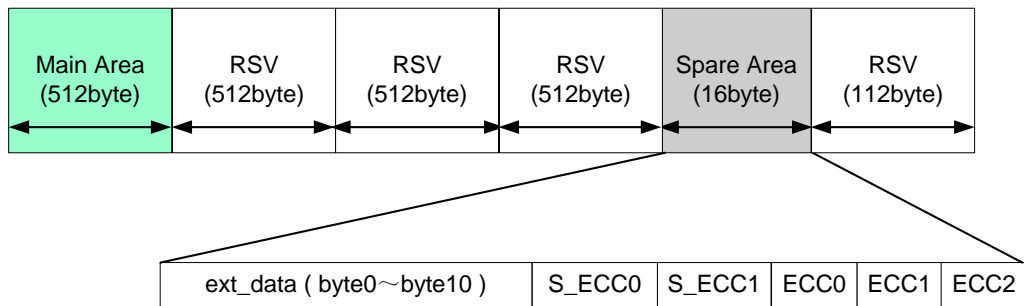 Main Area
(512byte)
RSV
(512byte)
RSV
(512byte)
RSV
(512byte)
Spare Area
(16byte)
RSV
(112byte)
ext_data ( byte0～byte10 )
S_ECC0
S_ECC1
ECC0
ECC1
ECC2